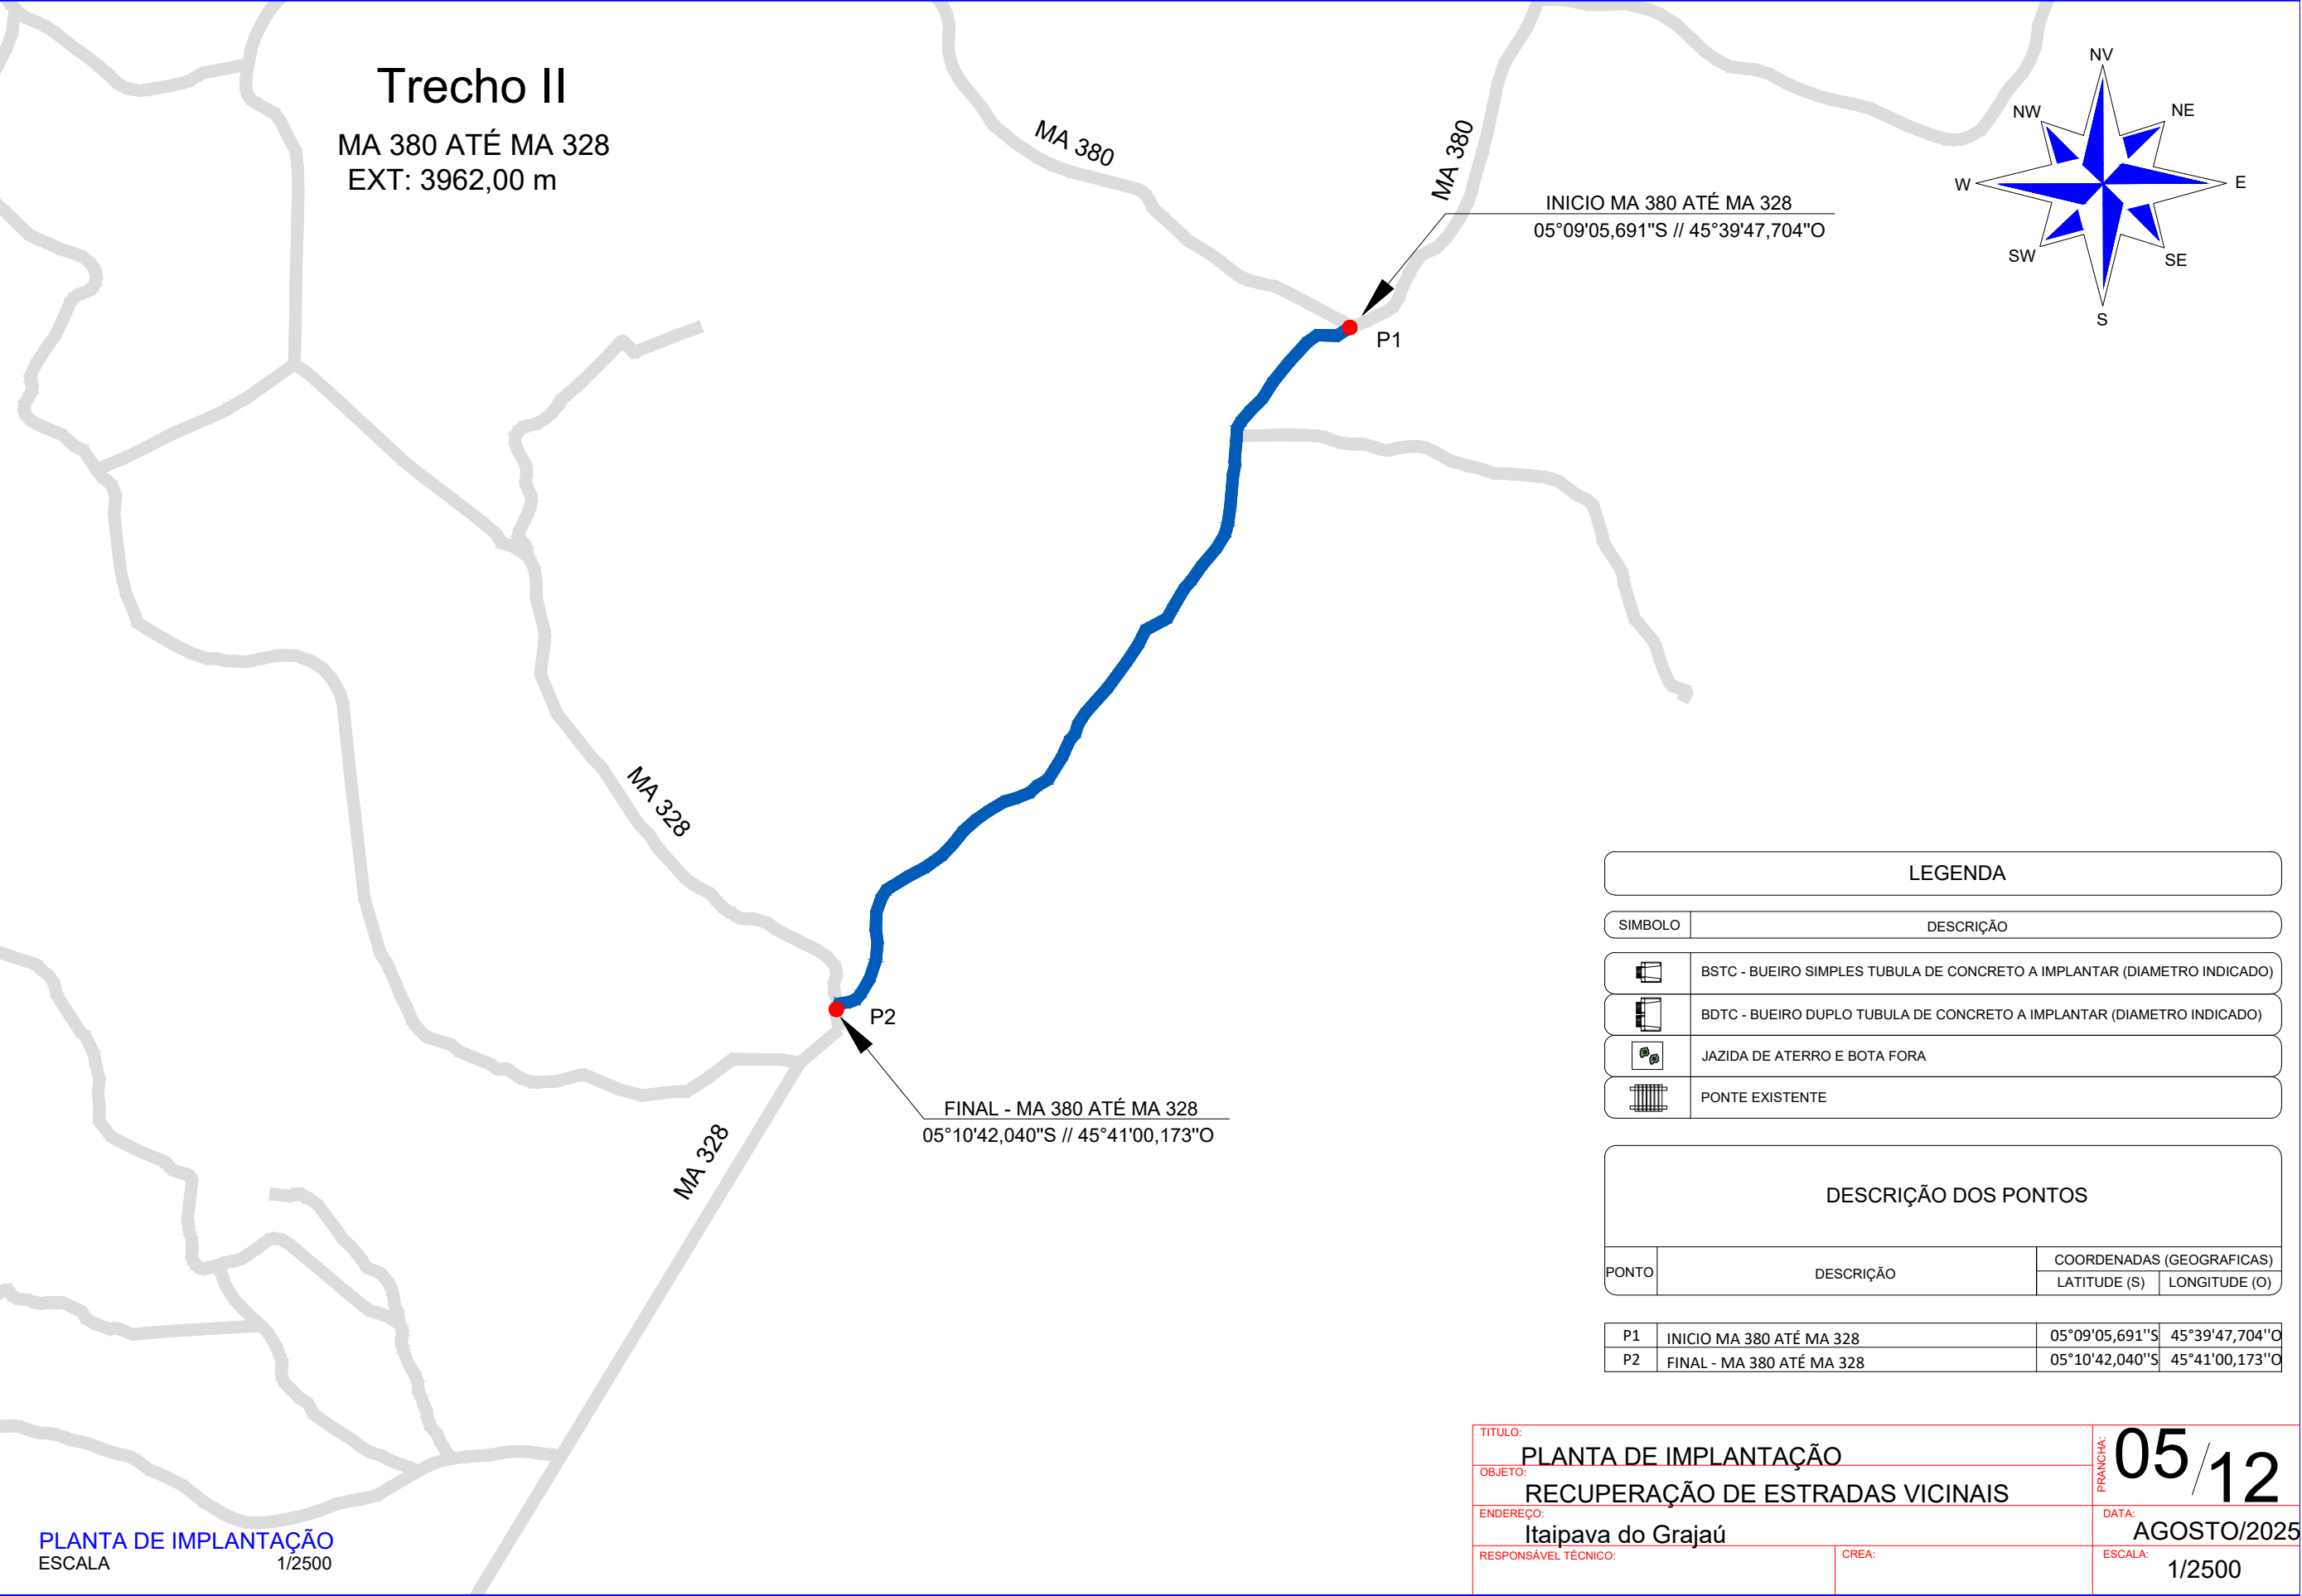 Trecho II
MA 380 ATÉ MA 328
EXT: 3962,00 m
MA 380
MA 380
INICIO MA 380 ATÉ MA 328
05°09'05,691"S // 45°39'47,704"O
P1
NV
NW
NE
W
E
SW
SE
S
MA 328
P2
FINAL - MA 380 ATÉ MA 328
05°10'42,040"S // 45°41'00,173"O
MA 328
LEGENDA
SIMBOLO DESCRIÇÃO
BSTC - BUEIRO SIMPLES TUBULA DE CONCRETO A IMPLANTAR (DIAMETRO INDICADO)
BDTC - BUEIRO DUPLO TUBULA DE CONCRETO A IMPLANTAR (DIAMETRO INDICADO)
JAZIDA DE ATERRO E BOTA FORA
PONTE EXISTENTE
DESCRIÇÃO DOS PONTOS
PONTO DESCRIÇÃO COORDENADAS (GEOGRAFICAS)
LATITUDE (S) LONGITUDE (O)
P1 INICIO MA 380 ATÉ MA 328 05°09'05,691''S 45°39'47,704''O
P2 FINAL - MA 380 ATÉ MA 328 05°10'42,040''S 45°41'00,173''O
TITULO:
PLANTA DE IMPLANTAÇÃO
OBJETO:
RECUPERAÇÃO DE ESTRADAS VICINAIS
ENDEREÇO:
Itaipava do Grajaú
RESPONSÁVEL TÉCNICO:
CREA:
PRANCHA:
05/12
DATA:
AGOSTO/2025
ESCALA:
1/2500
PLANTA DE IMPLANTAÇÃO
ESCALA 1/2500